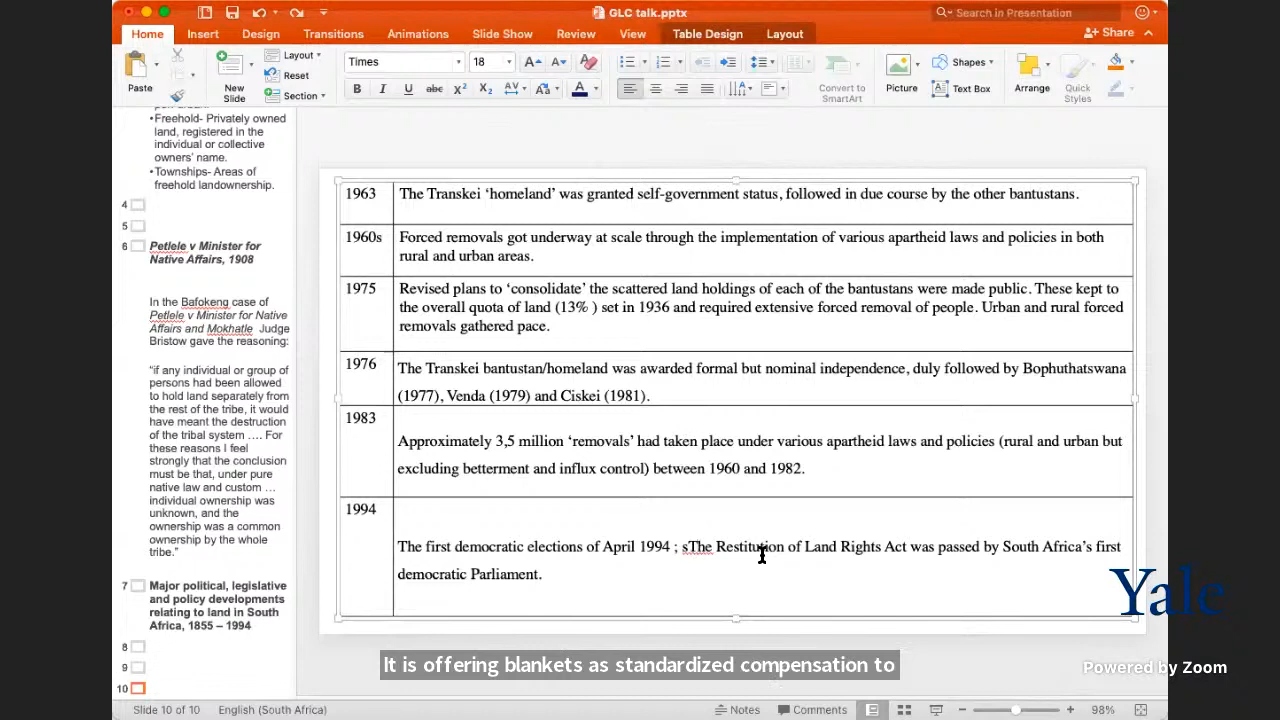 GLC talk.pptx
Search in Presentation
Home Insert Design Transitions Animations Slide Show Review View Table Design Layout
Share
Paste
New Slide
Layout
Reset
Section
Times
18
Convert to SmartArt
Picture
Shapes
Text Box
Arrange
Quick Styles
•Freehold- Privately owned
land, registered in the
individual or collective
owners’ name.
•Townships- Areas of
freehold landownership.
4
5
6 Petlele v Minister for
Native Affairs, 1908
In the Bafokeng case of
Petlele v Minister for Native
Affairs and Mokhatle Judge
Bristow gave the reasoning:
“if any individual or group of
persons had been allowed
to hold land separately from
the rest of the tribe, it would
have meant the destruction
of the tribal system …. For
these reasons I feel
strongly that the conclusion
must be that, under pure
native law and custom …
individual ownership was
unknown, and the
ownership was a common
ownership by the whole
tribe.”
7 Major political, legislative
and policy developments
relating to land in South
Africa, 1855 – 1994
8
9
10
1963 The Transkei ‘homeland’ was granted self-government status, followed in due course by the other bantustans.
1960s Forced removals got underway at scale through the implementation of various apartheid laws and policies in both
rural and urban areas.
1975 Revised plans to ‘consolidate’ the scattered land holdings of each of the bantustans were made public. These kept to
the overall quota of land (13% ) set in 1936 and required extensive forced removal of people. Urban and rural forced
removals gathered pace.
1976 The Transkei bantustan/homeland was awarded formal but nominal independence, duly followed by Bophuthatswana
(1977), Venda (1979) and Ciskei (1981).
1983
Approximately 3,5 million ‘removals’ had taken place under various apartheid laws and policies (rural and urban but
excluding betterment and influx control) between 1960 and 1982.
1994
The first democratic elections of April 1994 ; sThe Restitution of Land Rights Act was passed by South Africa’s first
democratic Parliament.
Yale
It is offering blankets as standardized compensation to
Powered by Zoom
Slide 10 of 10 English (South Africa) Notes Comments 98%